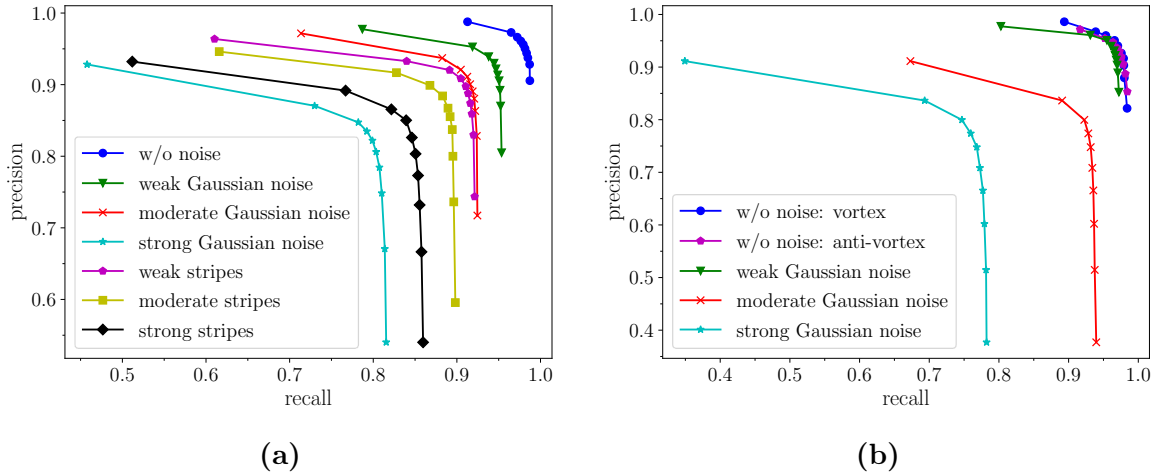 1.0
0.9
0.8
0.7
0.6
precision
w/o noise
weak Gaussian noise
moderate Gaussian noise
strong Gaussian noise
weak stripes
moderate stripes
strong stripes
0.5 0.6 0.7 0.8 0.9 1.0
recall
(a)
1.0
0.9
0.8
0.7
0.6
0.5
0.4
precision
w/o noise: vortex
w/o noise: anti-vortex
weak Gaussian noise
moderate Gaussian noise
strong Gaussian noise
0.4 0.5 0.6 0.7 0.8 0.9 1.0
recall
(b)